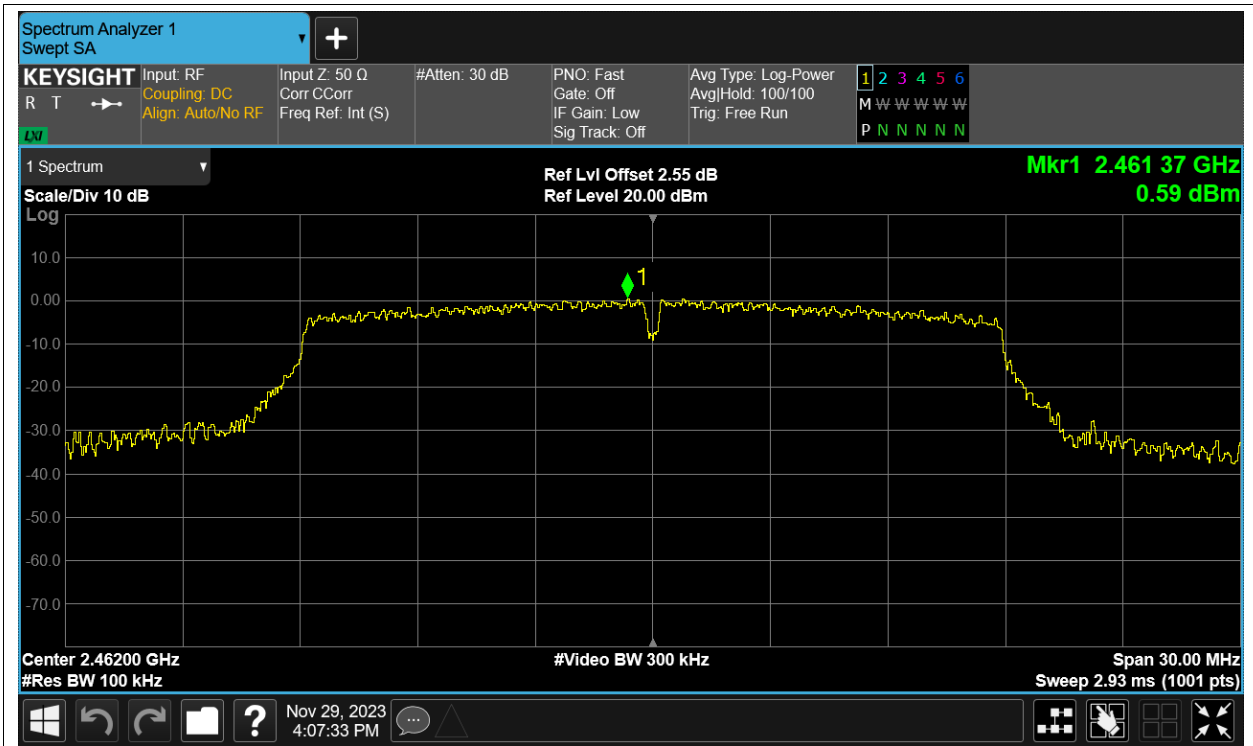 Spectrum Analyzer 1
Swept SA
KEYSIGHT
R T
LXI
Input: RF
Coupling: DC
Align: Auto/No RF
Input Z: 50 Ω
Corr CCorr
Freq Ref: Int (S)
#Atten: 30 dB
PNO: Fast
Gate: Off
IF Gain: Low
Sig Track: Off
Avg Type: Log-Power
Avg|Hold: 100/100
Trig: Free Run
1 2 3 4 5 6
M W W W W W
P N N N N N
1 Spectrum
Scale/Div 10 dB
Log
Ref Lvl Offset 2.55 dB
Ref Level 20.00 dBm
Mkr1 2.461 37 GHz
0.59 dBm
1
10.0
0.00
-10.0
-20.0
-30.0
-40.0
-50.0
-60.0
-70.0
Center 2.46200 GHz
#Res BW 100 kHz
#Video BW 300 kHz
Span 30.00 MHz
Sweep 2.93 ms (1001 pts)
?
Nov 29, 2023
4:07:33 PM